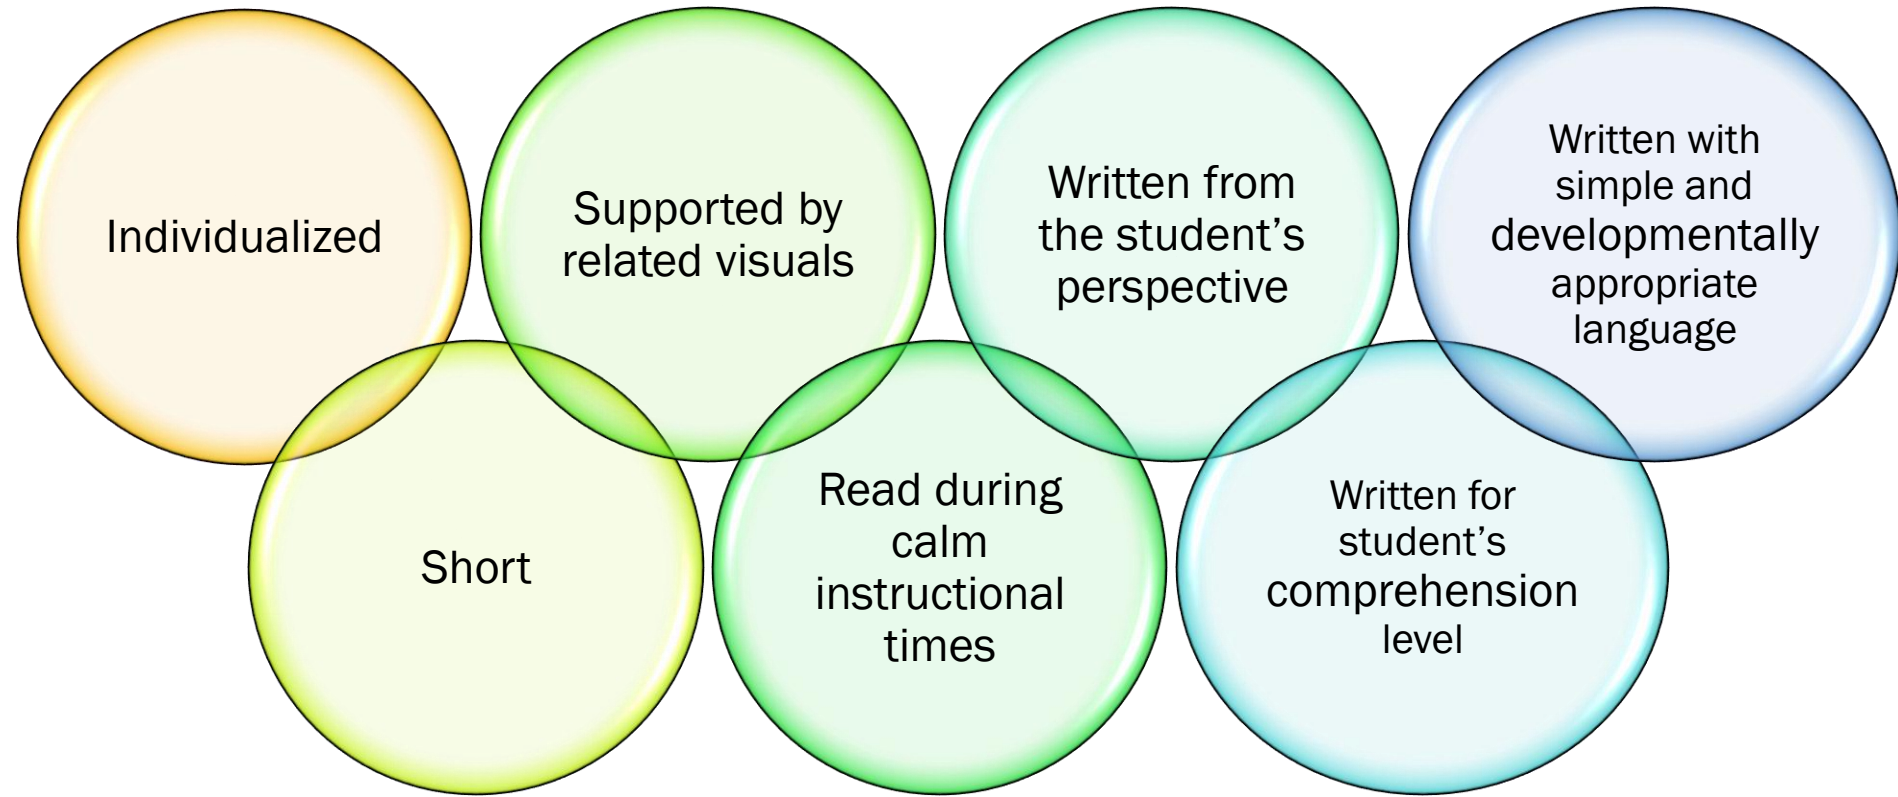 Individualized
Short
Supported by
related visuals
Read during
calm
instructional
times
Written from
the student’s
perspective
Written for
student’s
comprehension
level
Written with
simple and
developmentally
appropriate
language